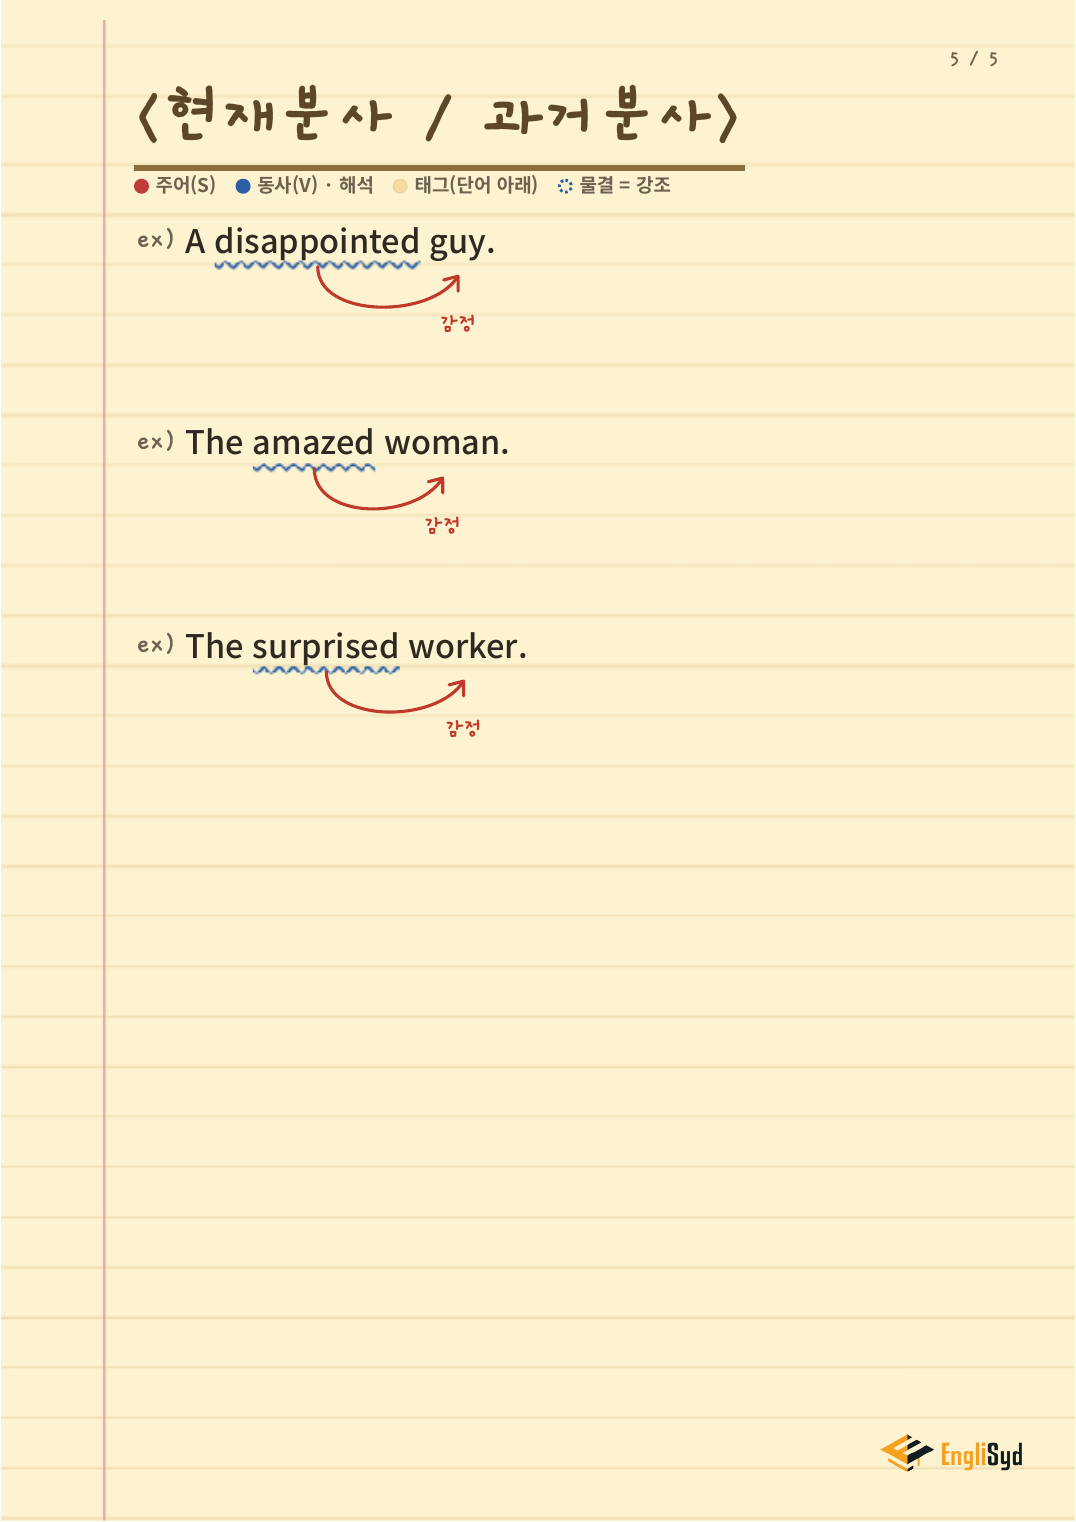 5 / 5
<현재분사 / 과거분사>
주어(S) 동사(V) · 해석 태그(단어 아래) 물결 = 강조
ex) A disappointed guy.
감정
ex) The amazed woman.
감정
ex) The surprised worker.
감정
EngliSyd